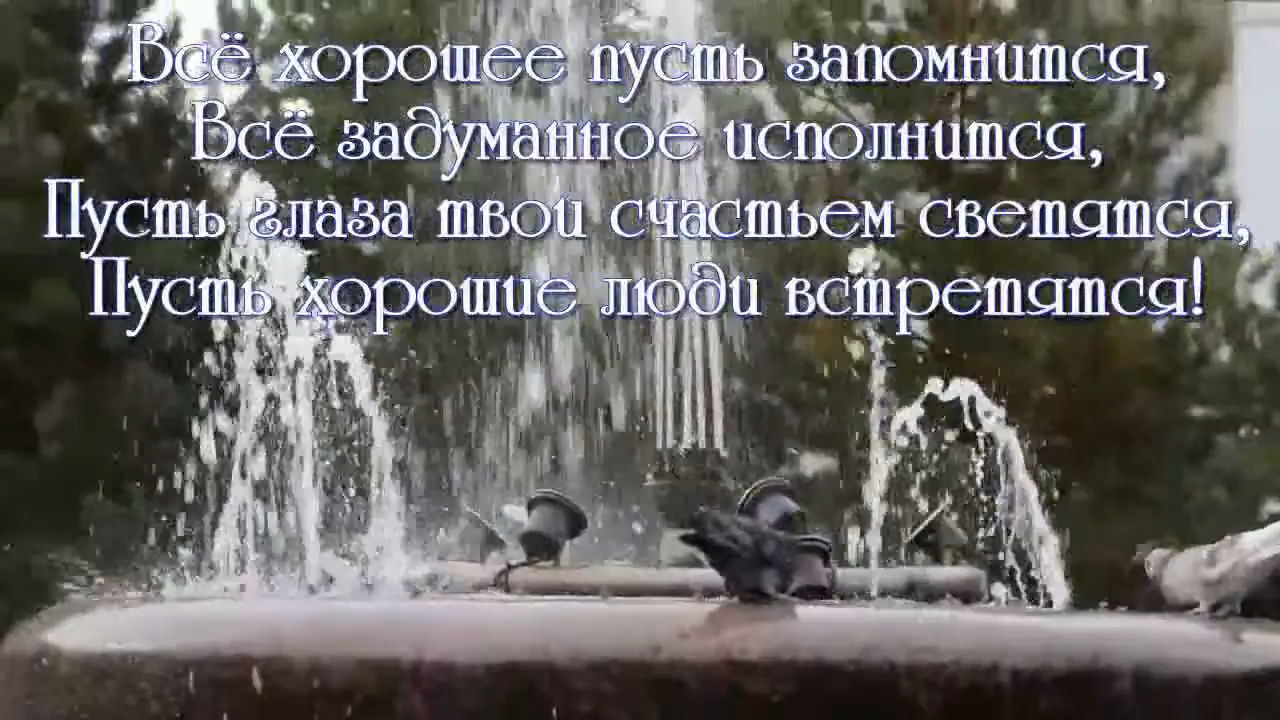 Всё хорошее пусть запомнится,
Всё задуманное исполнится,
Пусть глаза твои счастьем светятся,
Пусть хорошие люди встретятся!